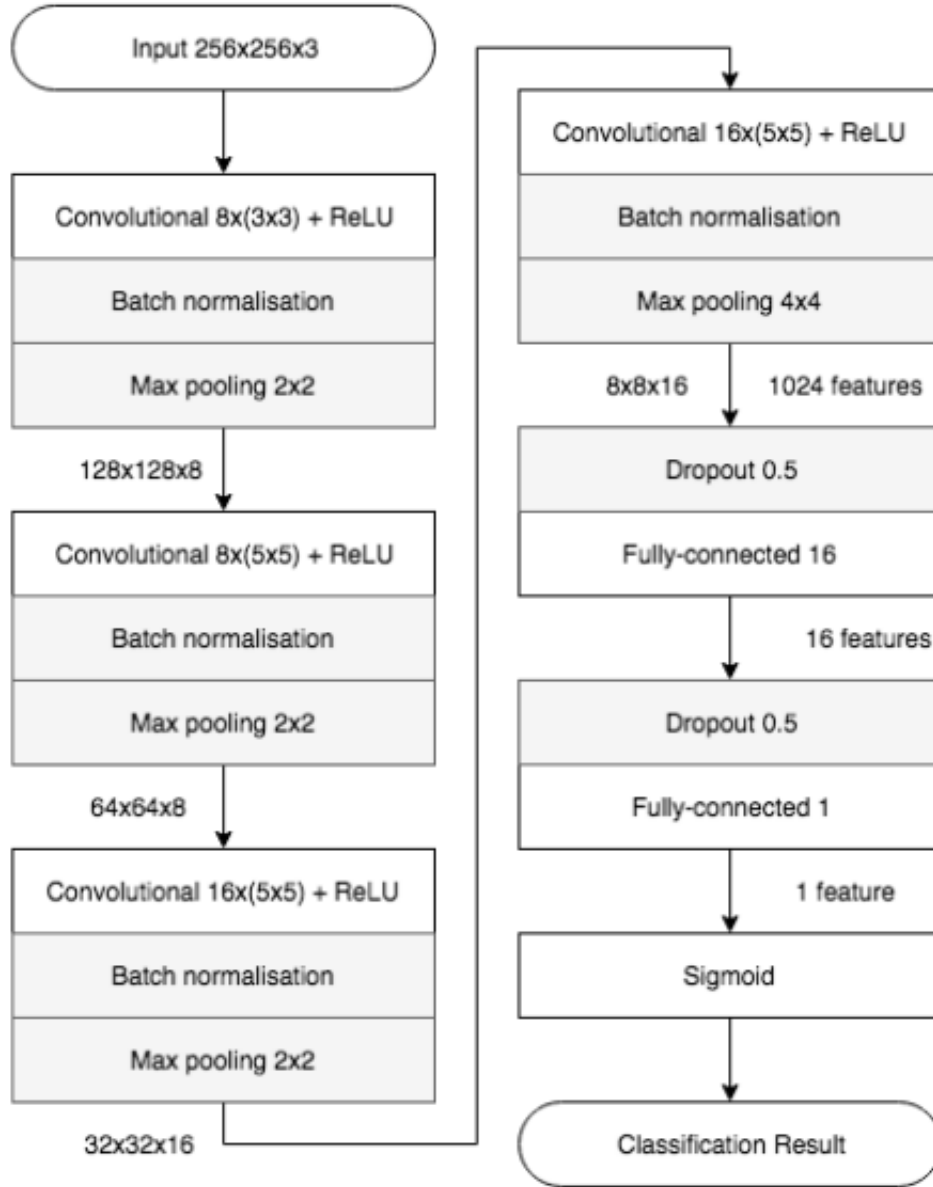 Input 256x256x3
Convolutional 8x(3x3) + ReLU
Batch normalisation
Max pooling 2x2
128x128x8
Convolutional 8x(5x5) + ReLU
Batch normalisation
Max pooling 2x2
64x64x8
Convolutional 16x(5x5) + ReLU
Batch normalisation
Max pooling 2x2
32x32x16
Convolutional 16x(5x5) + ReLU
Batch normalisation
Max pooling 4x4
8x8x16 1024 features
Dropout 0.5
Fully-connected 16
16 features
Dropout 0.5
Fully-connected 1
1 feature
Sigmoid
Classification Result